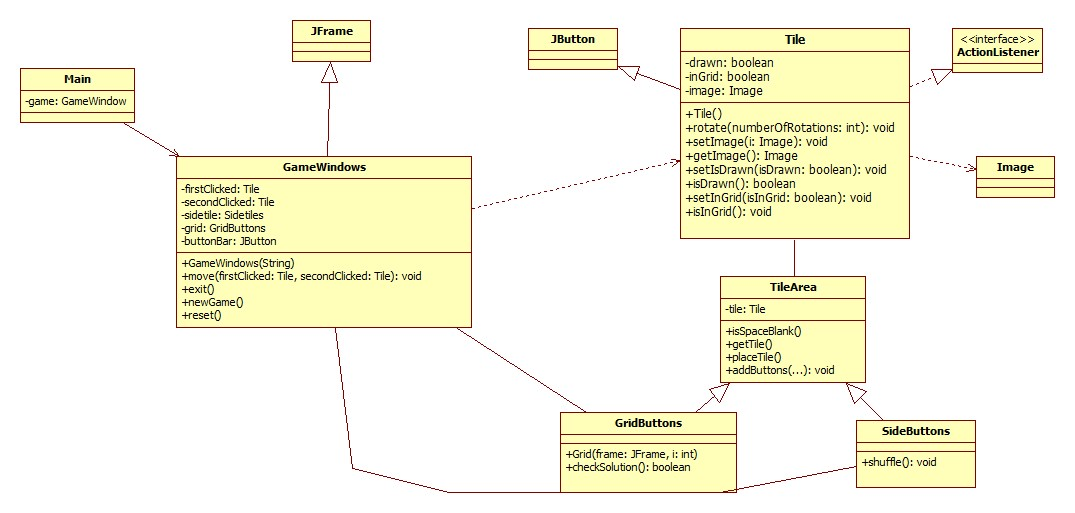 JFrame
Main
-game: GameWindow
GameWindows
-firstClicked: Tile
-secondClicked: Tile
-sidetile: Sidetiles
-grid: GridButtons
-buttonBar: JButton
+GameWindows(String)
+move(firstClicked: Tile, secondClicked: Tile): void
+exit()
+newGame()
+reset()
JButton
Tile
-drawn: boolean
-inGrid: boolean
-image: Image
+Tile()
+rotate(numberOfRotations: int): void
+setImage(i: Image): void
+getImage(): Image
+setIsDrawn(isDrawn: boolean): void
+isDrawn(): boolean
+setInGrid(isInGrid: boolean): void
+isInGrid(): void
<<interface>>
ActionListener
Image
TileArea
-tile: Tile
+isSpaceBlank()
+getTile()
+placeTile()
+addButtons(...): void
GridButtons
+Grid(frame: JFrame, i: int)
+checkSolution(): boolean
SideButtons
+shuffle(): void